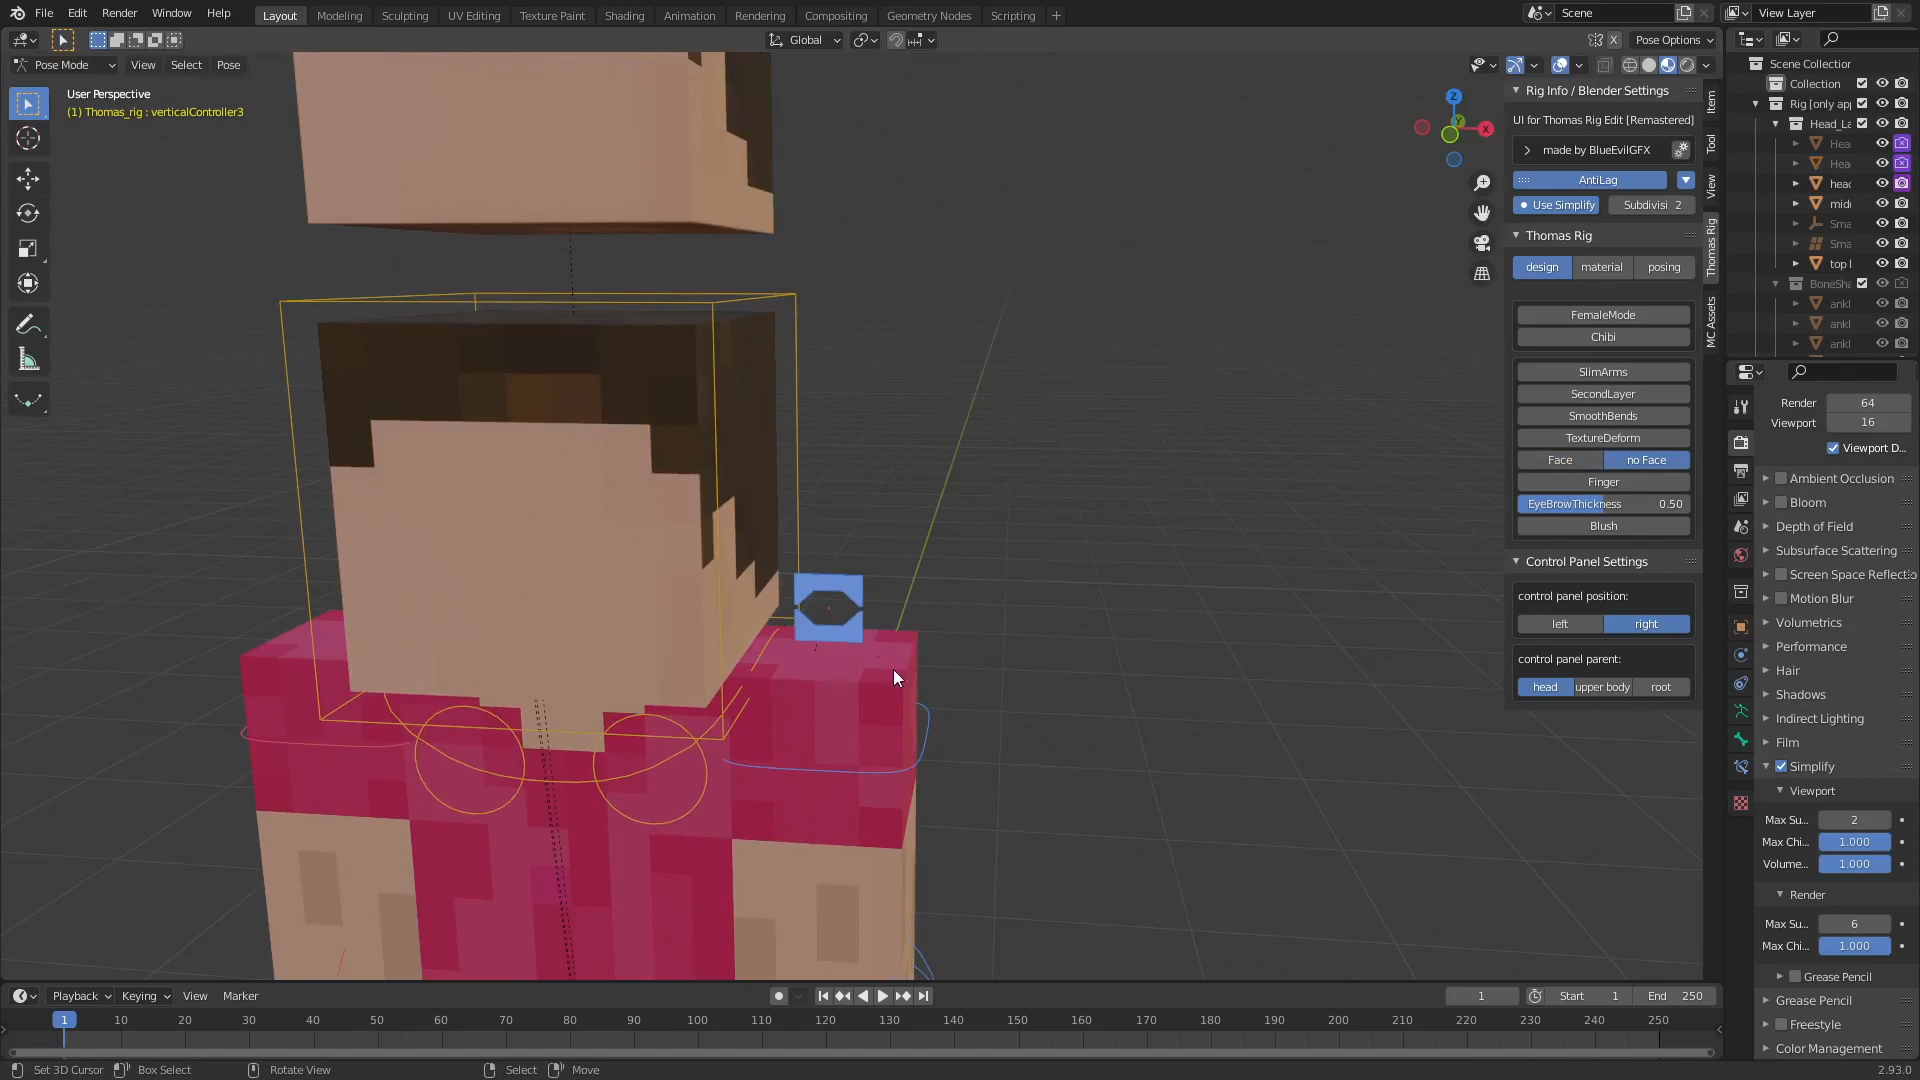 File Edit Render Window Help
Layout Modeling Sculpting UV Editing Texture Paint Shading Animation Rendering Compositing Geometry Nodes Scripting +
Scene
View Layer
Global
X
Pose Options
Pose Mode View Select Pose
User Perspective
(1) Thomas_rig : verticalController3
Z
Y
X
Rig Info / Blender Settings
UI for Thomas Rig Edit [Remastered]
made by BlueEvilGFX
AntiLag
Use Simplify Subdivisi 2
Thomas Rig
design material posing
FemaleMode
Chibi
SlimArms
SecondLayer
SmoothBends
TextureDeform
Face no Face
Finger
EyeBrowThickness 0.50
Blush
Control Panel Settings
control panel position:
left right
control panel parent:
head upper body root
Item
Tool
View
Thomas Rig
MC Assets
Scene Collection
Collection
Rig [only ap
Head_La
Hea
Hea
head
mid
Sma
Sma
top l
BoneSha
ankl
ankl
ankl
Render 64
Viewport 16
Viewport D...
Ambient Occlusion
Bloom
Depth of Field
Subsurface Scattering
Screen Space Reflectio
Motion Blur
Volumetrics
Performance
Hair
Shadows
Indirect Lighting
Film
Simplify
Viewport
Max Su... 2
Max Chi... 1.000
Volume... 1.000
Render
Max Su... 6
Max Chi... 1.000
Grease Pencil
Grease Pencil
Freestyle
Color Management
Playback Keying View Marker
1 Start 1 End 250
1 10 20 30 40 50 60 70 80 90 100 110 120 130 140 150 160 170 180 190 200 210 220 230 240 250
Set 3D Cursor Box Select Rotate View Select Move
2.93.0